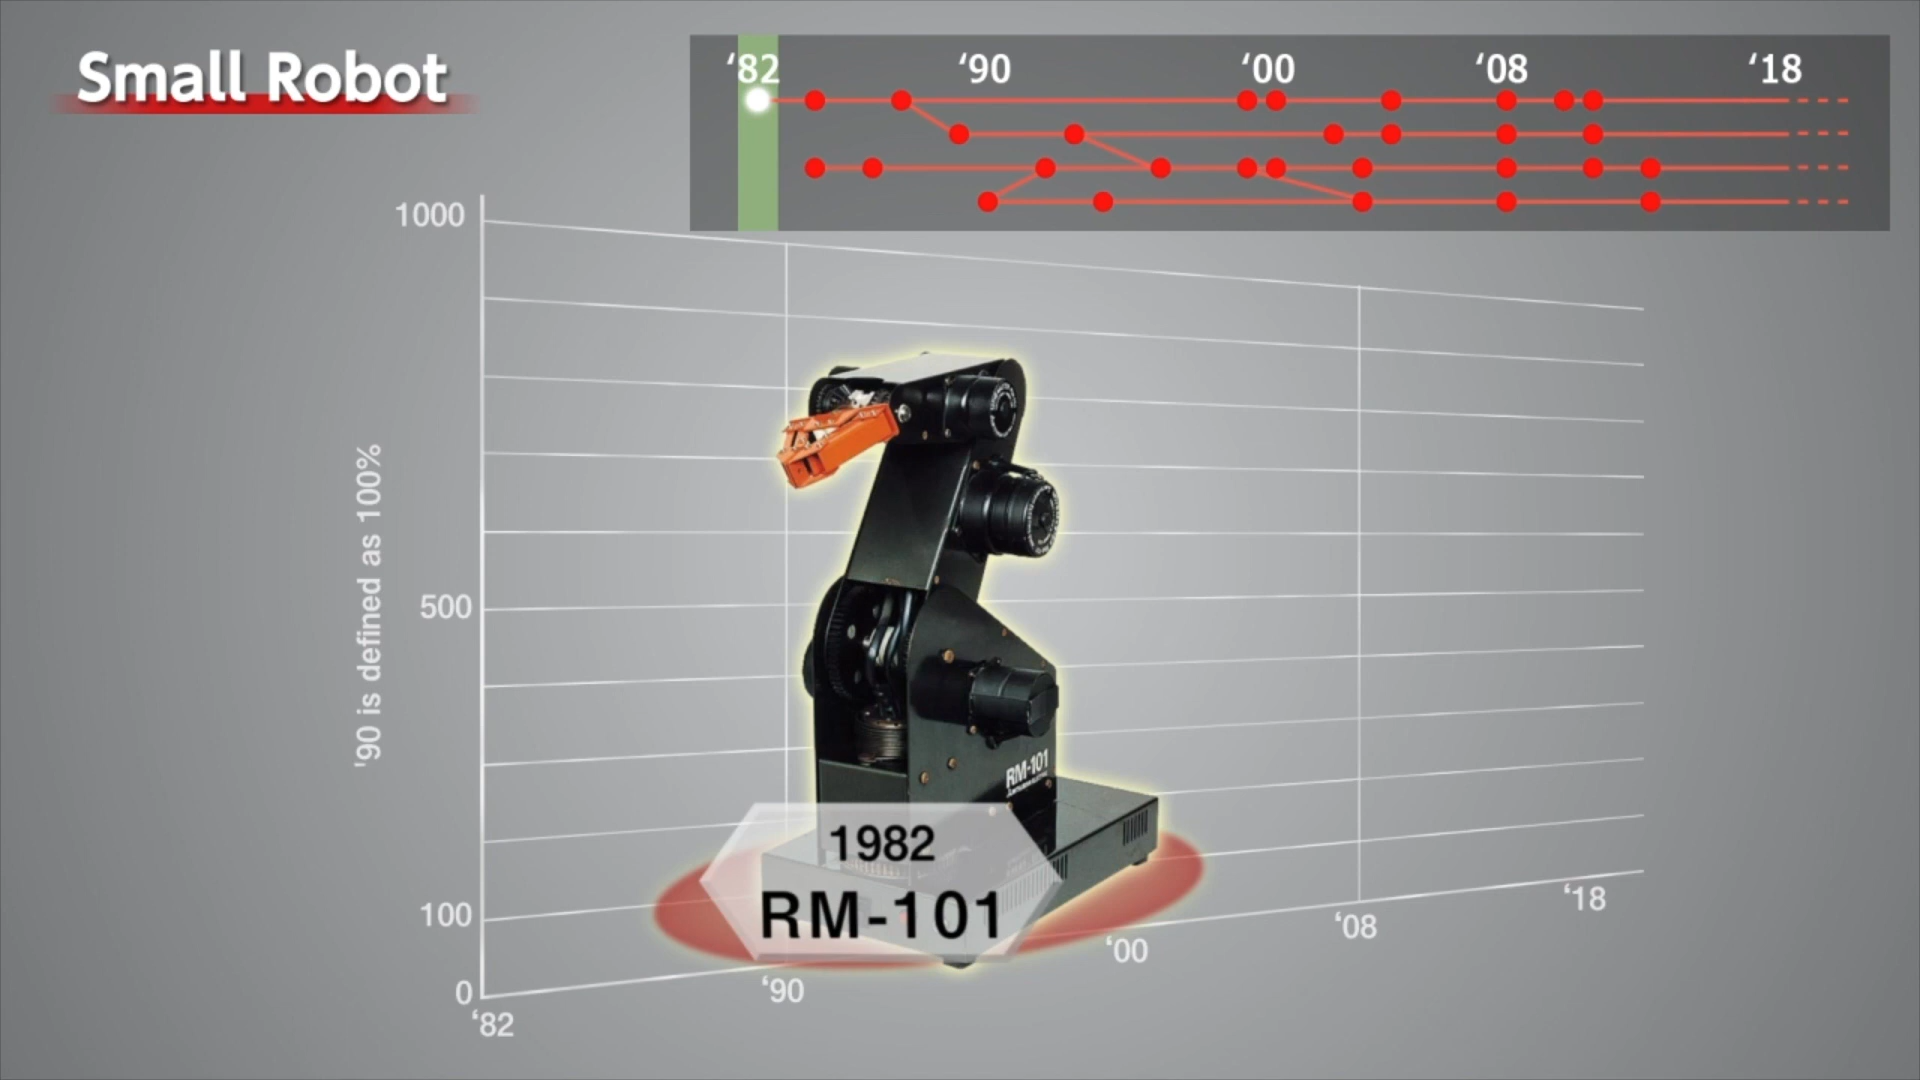 Small Robot
‘82 ‘90 ‘00 ‘08 ‘18
1000
500
100
0
'90 is defined as 100%
RM-101
1982
RM-101
‘82
‘90
‘00
‘08
‘18